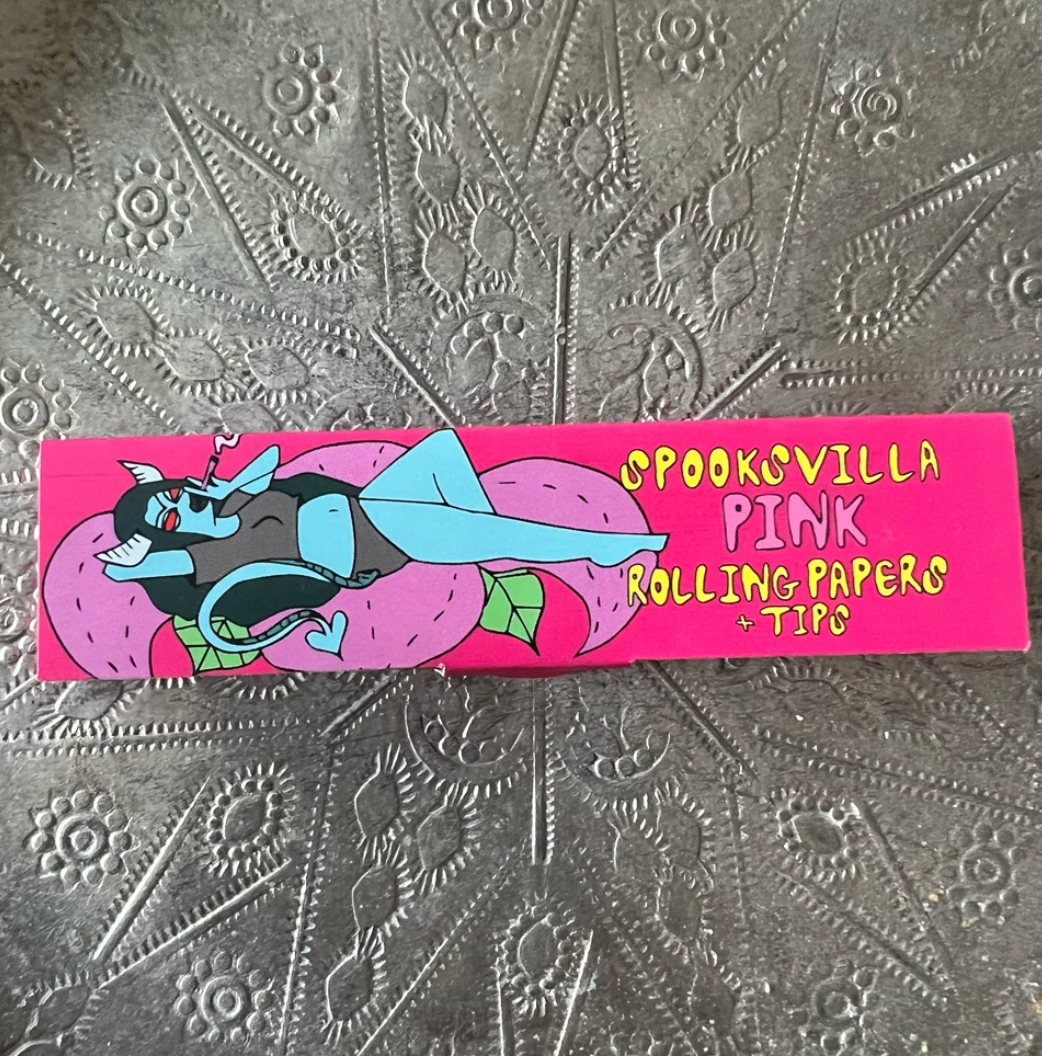 SPOOKSVILLA
PINK
ROLLING PAPERS
+ TIPS